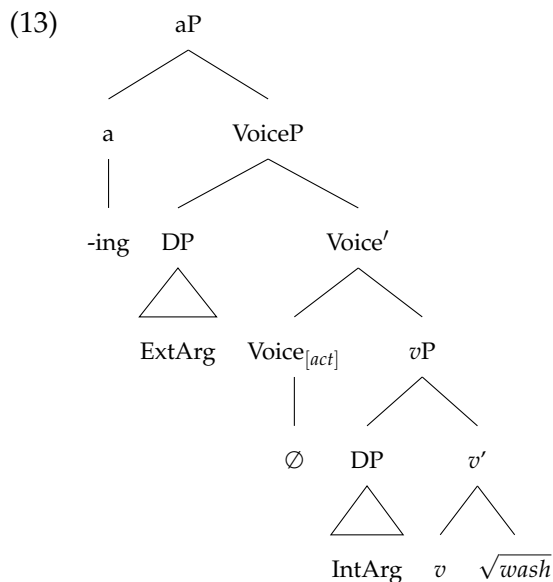 (13) aP
a VoiceP
-ing DP Voice′
ExtArg Voice[act] vP
∅ DP v′
IntArg v √wash